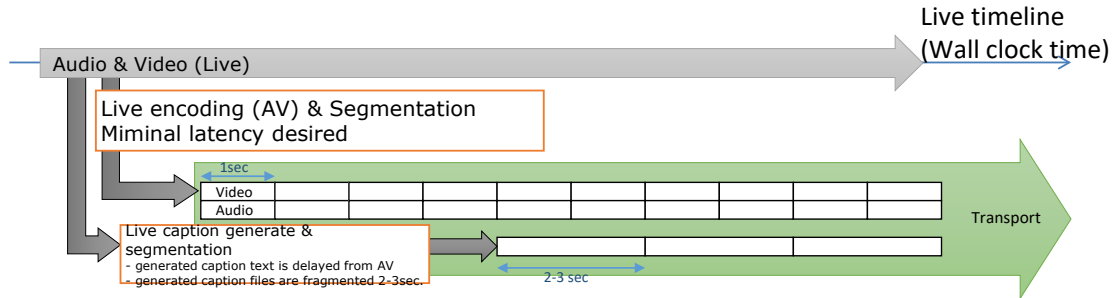 Live timeline
(Wall clock time)
Audio & Video (Live)
Live encoding (AV) & Segmentation
Miminal latency desired
1sec
Video
Audio
Transport
Live caption generate &
segmentation
- generated caption text is delayed from AV
- generated caption files are fragmented 2-3sec.
2-3 sec